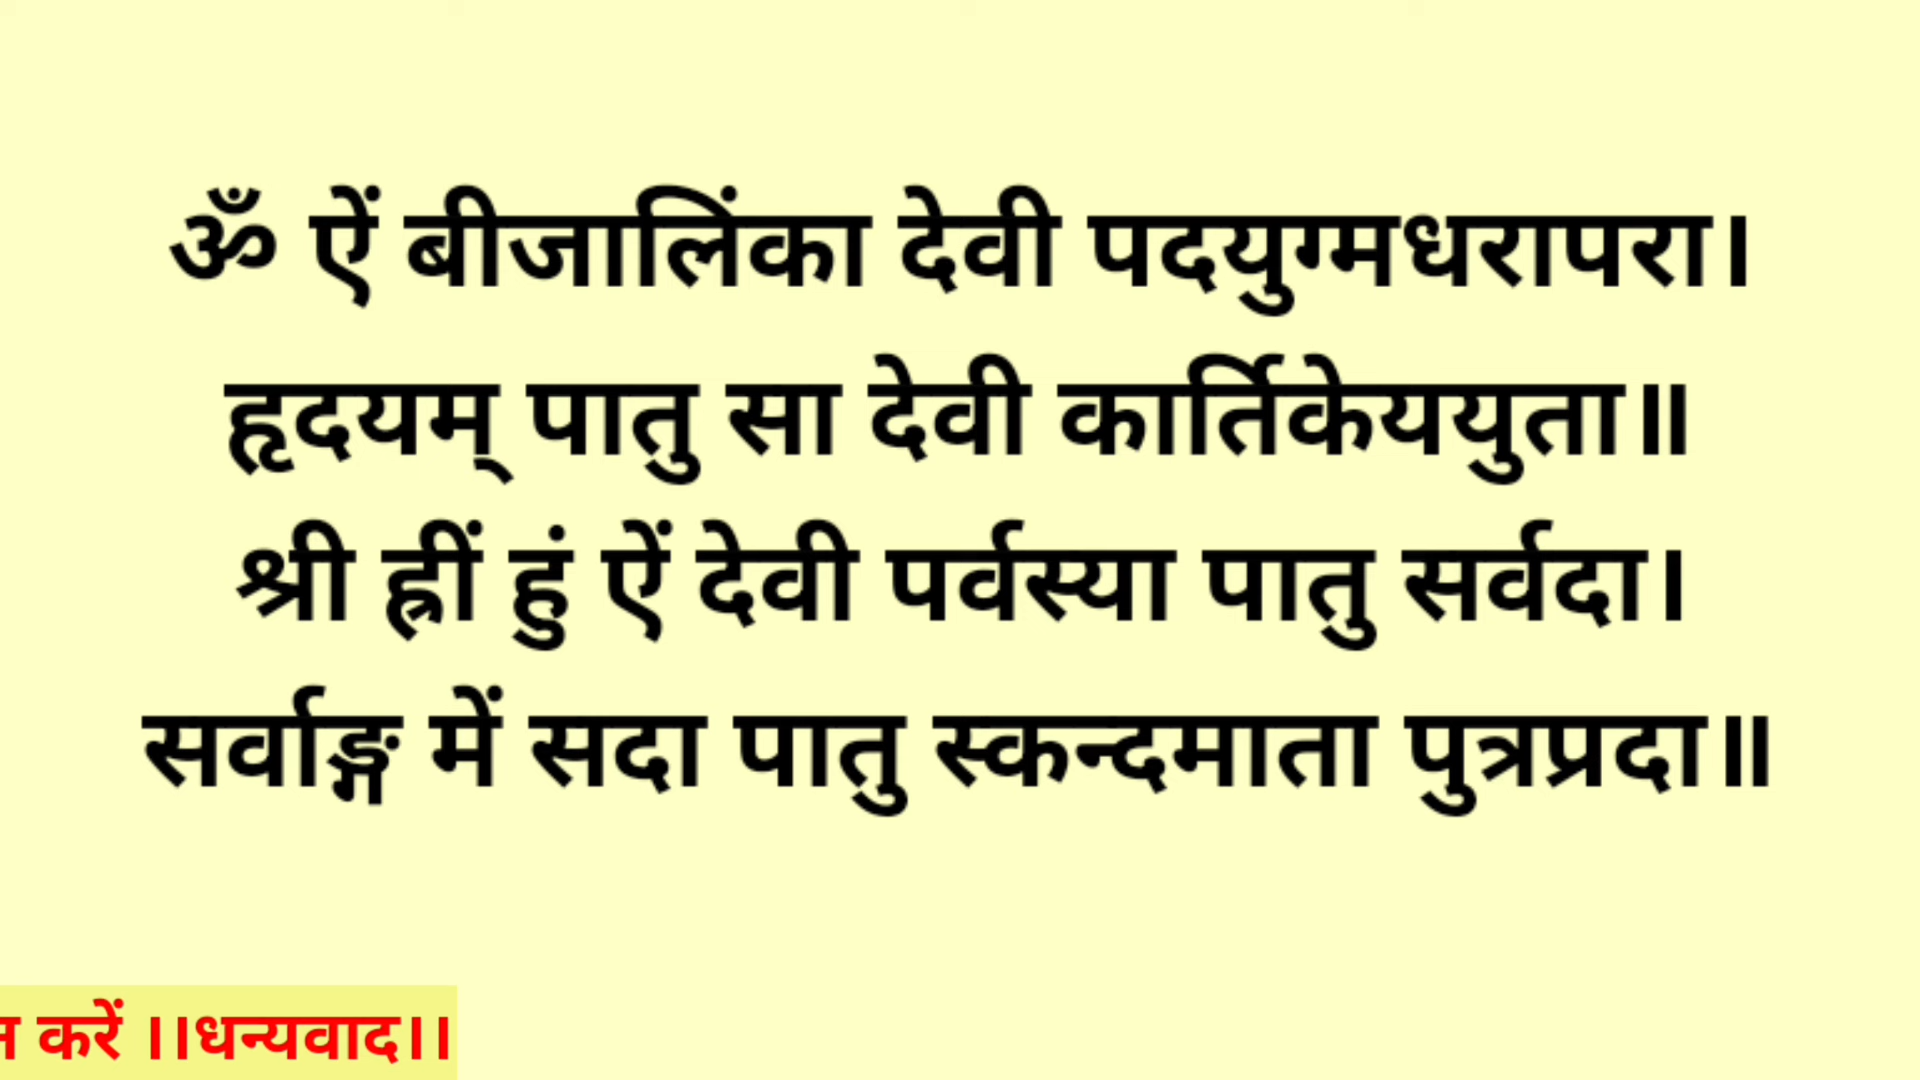 ॐ ऐं बीजालिंका देवी पदयुग्मधरापरा।
हृदयम् पातु सा देवी कार्तिकेययुता॥
श्री ह्रीं हुं ऐं देवी पर्वस्या पातु सर्वदा।
सर्वाङ्ग में सदा पातु स्कन्दमाता पुत्रप्रदा॥
करें ।।धन्यवाद।।